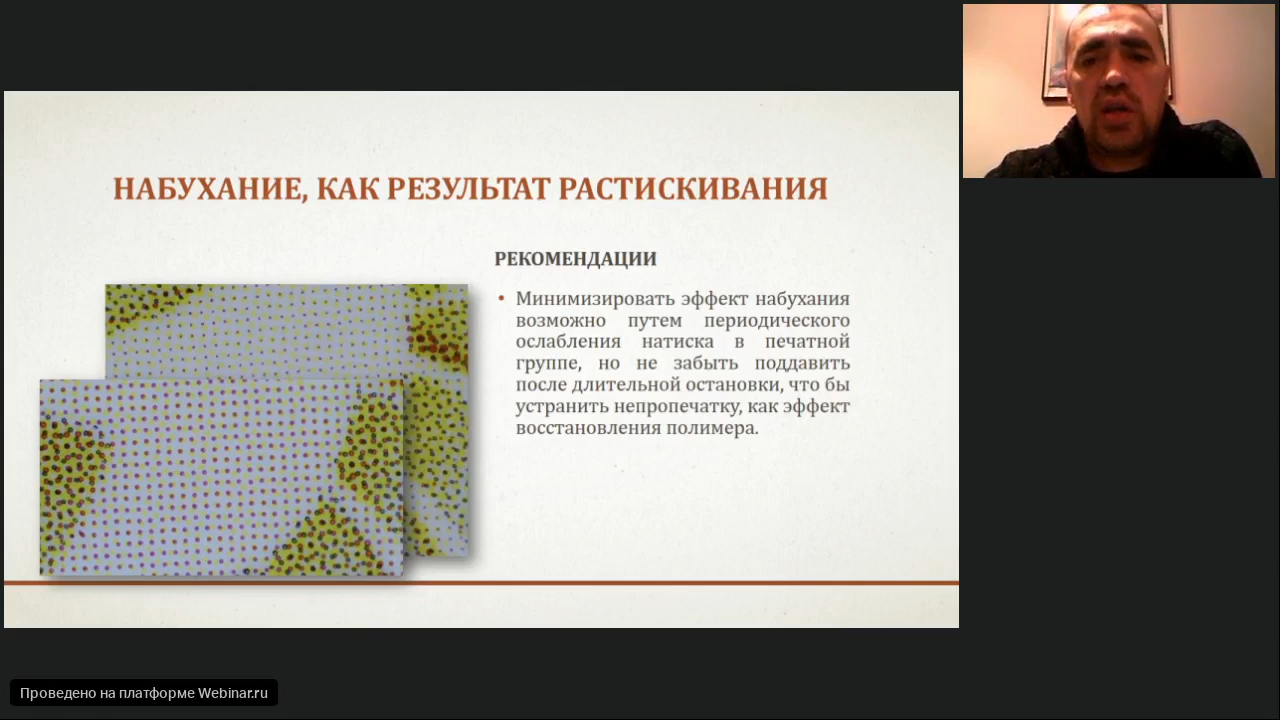 НАБУХАНИЕ, КАК РЕЗУЛЬТАТ РАСТИСКИВАНИЯ
РЕКОМЕНДАЦИИ
• Минимизировать эффект набухания
возможно путем периодического
ослабления натиска в печатной
группе, но не забыть поддавить
после длительной остановки, что бы
устранить непропечатку, как эффект
восстановления полимера.
Проведено на платформе Webinar.ru